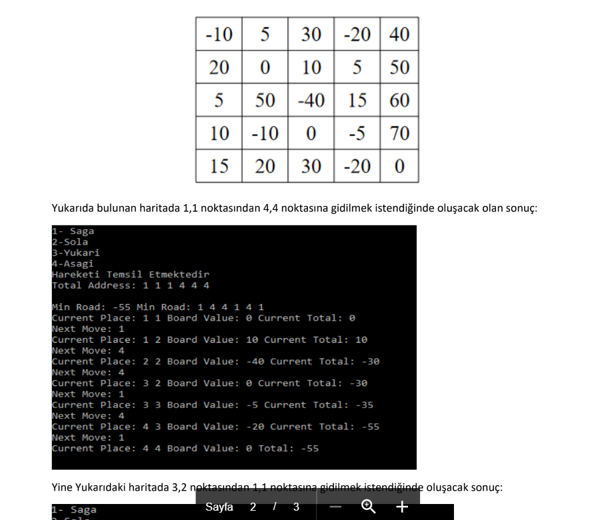 -10 5 30 -20 40
20 0 10 5 50
5 50 -40 15 60
10 -10 0 -5 70
15 20 30 -20 0
Yukarıda bulunan haritada 1,1 noktasından 4,4 noktasına gidilmek istendiğinde oluşacak olan sonuç:
1- Saga
2-Sola
3-Yukari
4-Asagi
Hareketi Temsil Etmektedir
Total Address: 1 1 1 4 4 4
Min Road: -55 Min Road: 1 4 4 1 4 1
Current Place: 1 1 Board Value: 0 Current Total: 0
Next Move: 1
Current Place: 1 2 Board Value: 10 Current Total: 10
Next Move: 4
Current Place: 2 2 Board Value: -40 Current Total: -30
Next Move: 4
Current Place: 3 2 Board Value: 0 Current Total: -30
Next Move: 1
Current Place: 3 3 Board Value: -5 Current Total: -35
Next Move: 4
Current Place: 4 3 Board Value: -20 Current Total: -55
Next Move: 1
Current Place: 4 4 Board Value: 0 Total: -55
Yine Yukarıdaki haritada 3,2 noktasından 1,1 noktasına gidilmek istendiğinde oluşacak sonuç:
Sayfa 2 / 3
1- Saga